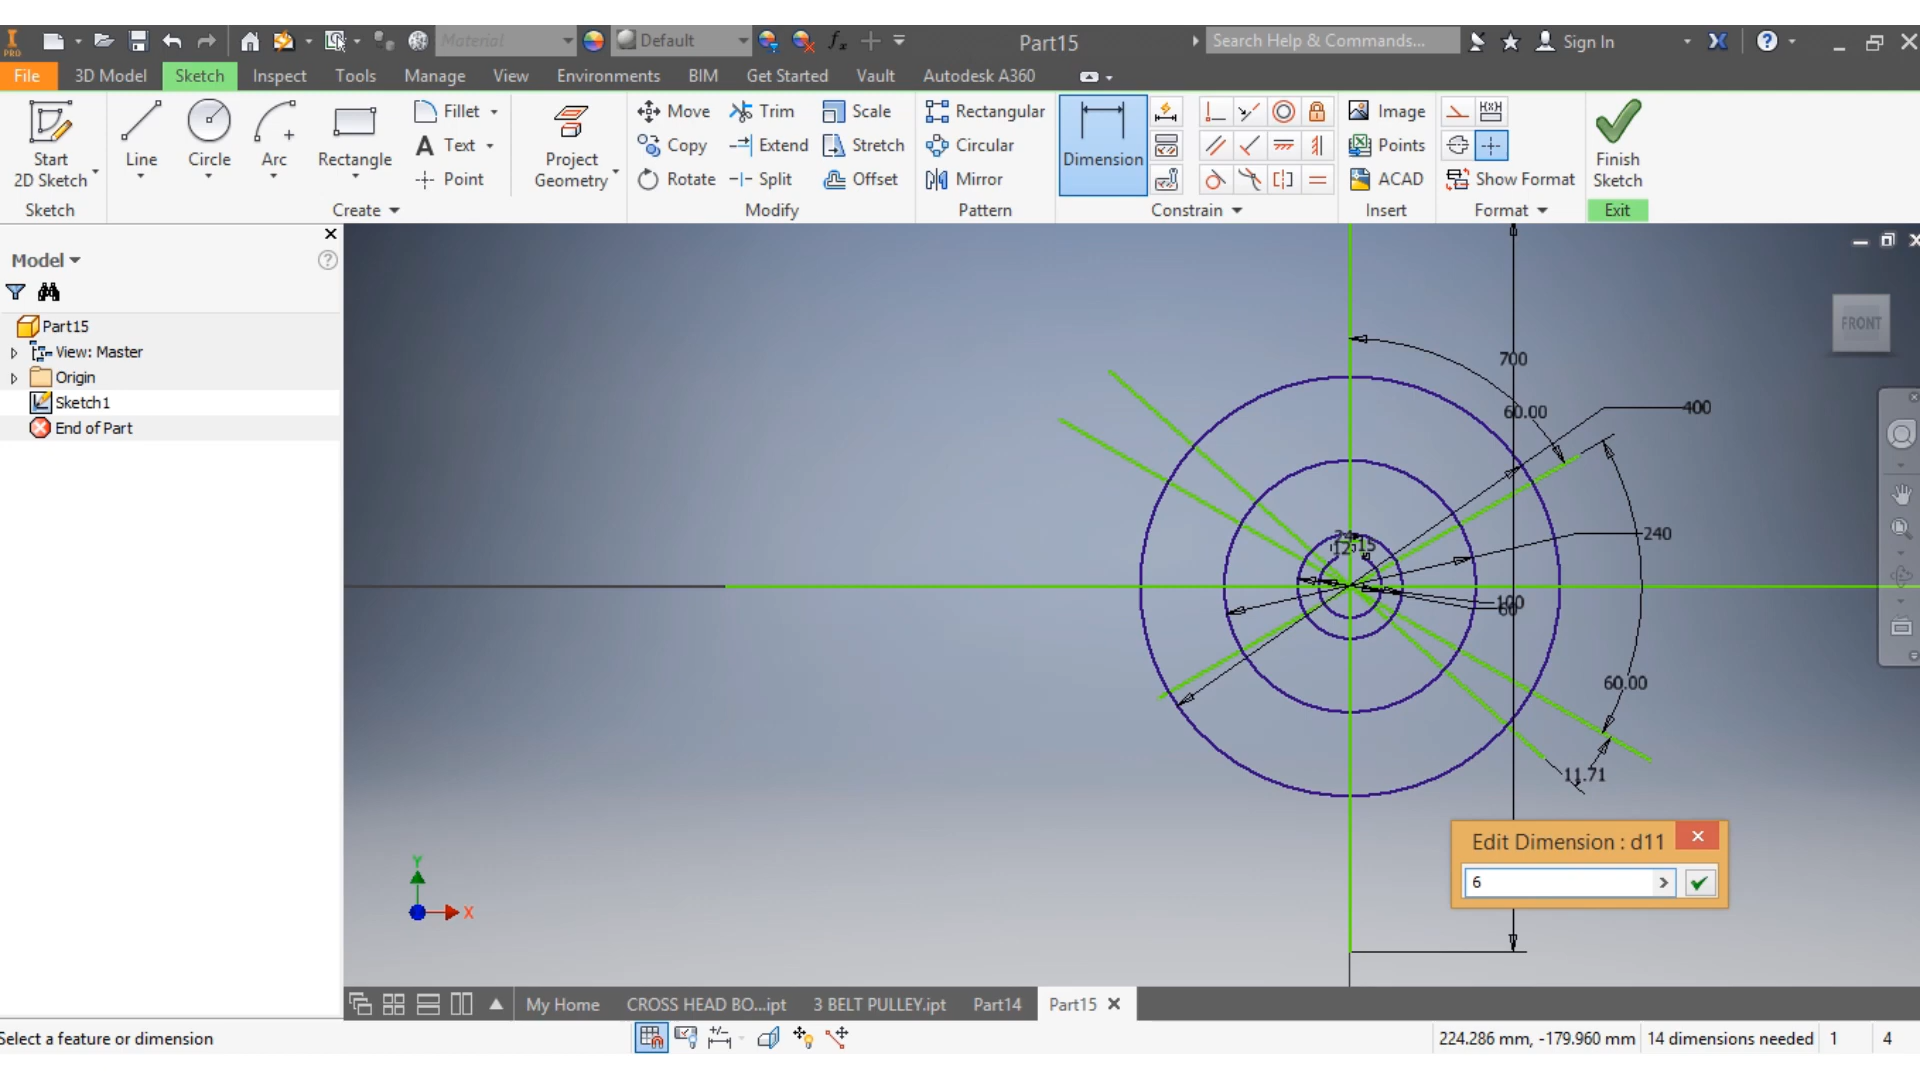 PRO
Material
Default
fx
Part15
Search Help & Commands...
Sign In
File 3D Model Sketch Inspect Tools Manage View Environments BIM Get Started Vault Autodesk A360
Start 2D Sketch
Line
Circle
Arc
Rectangle
Fillet
Text
Point
Project Geometry
Move
Copy
Rotate
Trim
Extend
Split
Scale
Stretch
Offset
Rectangular
Circular
Mirror
Dimension
Image
Points
ACAD
Show Format
Finish Sketch
Sketch
Create
Modify
Pattern
Constrain
Insert
Format
Exit
Model
Part15
View: Master
Origin
Sketch1
End of Part
FRONT
700
400
60.00
240
100
60
60.00
11.71
Edit Dimension : d11
6
Y
X
My Home CROSS HEAD BO...ipt 3 BELT PULLEY.ipt Part14 Part15
Select a feature or dimension
224.286 mm, -179.960 mm 14 dimensions needed 1 4